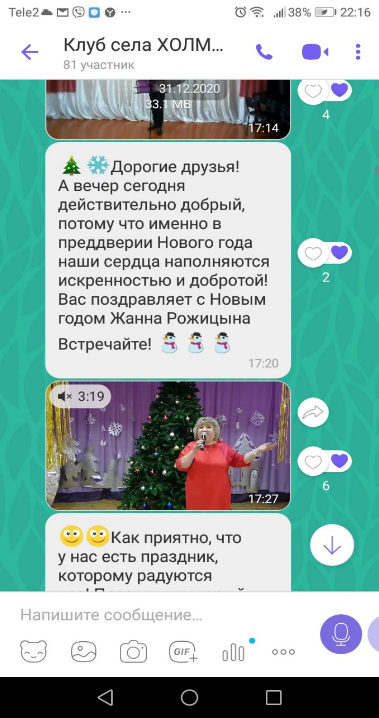 Tele2 38% 22:16
Клуб села ХОЛМ...
81 участник
31.12.2020
33.1 MB
17:14
4
Дорогие друзья!
А вечер сегодня
действительно добрый,
потому что именно в
преддверии Нового года
наши сердца наполняются
искренностью и добротой!
Вас поздравляет с Новым
годом Жанна Рожицына
Встречайте!
17:20
2
3:19
17:27
6
Как приятно, что
у нас есть праздник,
которому радуются
Напишите сообщение...
GIF